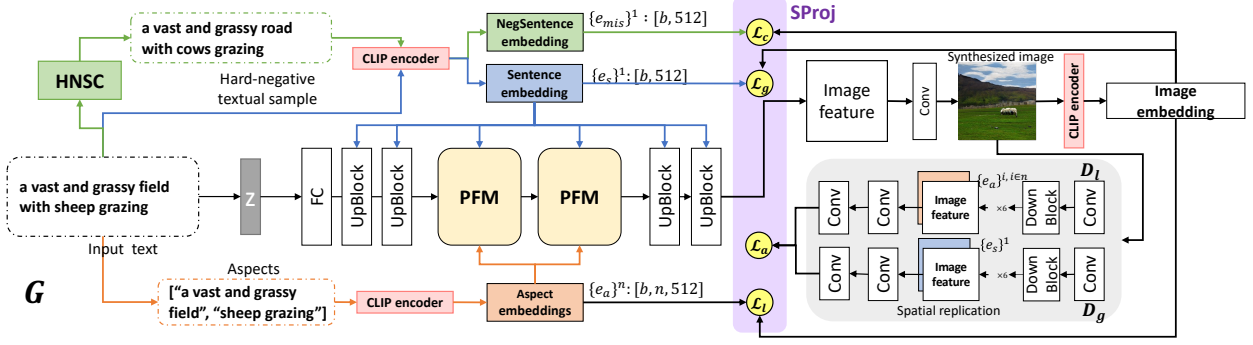 a vast and grassy road
with cows grazing
HNSC
Hard-negative
textual sample
CLIP encoder
NegSentence
embedding
{e_{mis}}^1 : [b, 512]
Sentence
embedding
{e_s}^1: [b, 512]
SProj
ℒ_c
ℒ_g
Image
feature
Conv
Synthesized image
CLIP encoder
Image
embedding
a vast and grassy field
with sheep grazing
Input text
Z
FC
UpBlock
UpBlock
PFM
PFM
UpBlock
UpBlock
ℒ_a
Conv
Conv
{e_a}^{i, i∈n}
Image
feature
×6
Down
Block
Conv
D_l
Conv
Conv
{e_s}^1
Image
feature
×6
Down
Block
Conv
D_g
Spatial replication
G
Aspects
["a vast and grassy
field", "sheep grazing"]
CLIP encoder
Aspect
embeddings
{e_a}^n: [b, n, 512]
ℒ_l